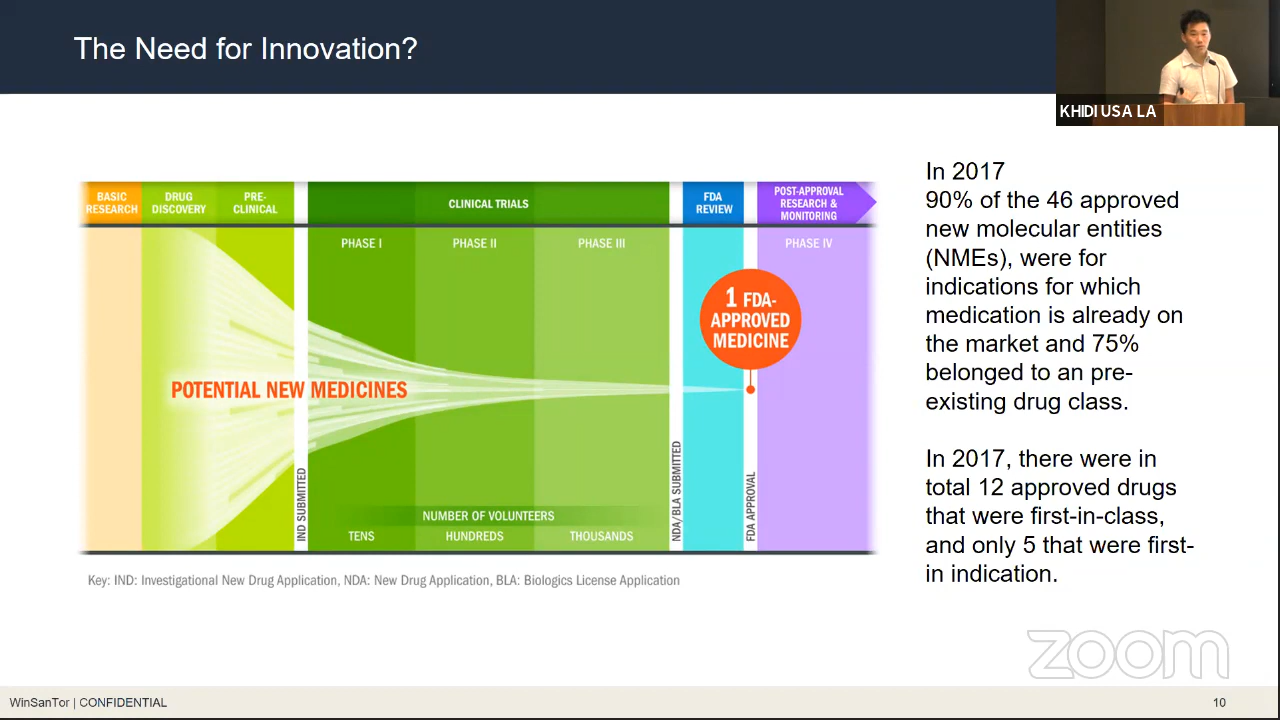 The Need for Innovation?
KHIDI USA LA
BASIC
RESEARCH
DRUG
DISCOVERY
PRE-
CLINICAL
CLINICAL TRIALS
FDA
REVIEW
POST-APPROVAL
RESEARCH &
MONITORING
PHASE I
PHASE II
PHASE III
PHASE IV
1 FDA-
APPROVED
MEDICINE
POTENTIAL NEW MEDICINES
IND SUBMITTED
NDA/BLA SUBMITTED
FDA APPROVAL
NUMBER OF VOLUNTEERS
TENS
HUNDREDS
THOUSANDS
Key: IND: Investigational New Drug Application, NDA: New Drug Application, BLA: Biologics License Application
In 2017
90% of the 46 approved
new molecular entities
(NMEs), were for
indications for which
medication is already on
the market and 75%
belonged to an pre-
existing drug class.
In 2017, there were in
total 12 approved drugs
that were first-in-class,
and only 5 that were first-
in indication.
zoom
WinSanTor | CONFIDENTIAL
10